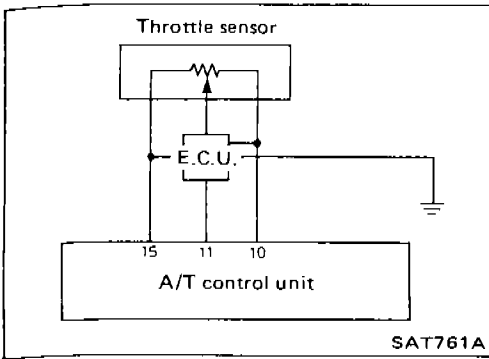 Throttle sensor
E.C.U.
15 11 10
A/T control unit
SAT761A